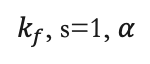 k_f, s=1, α